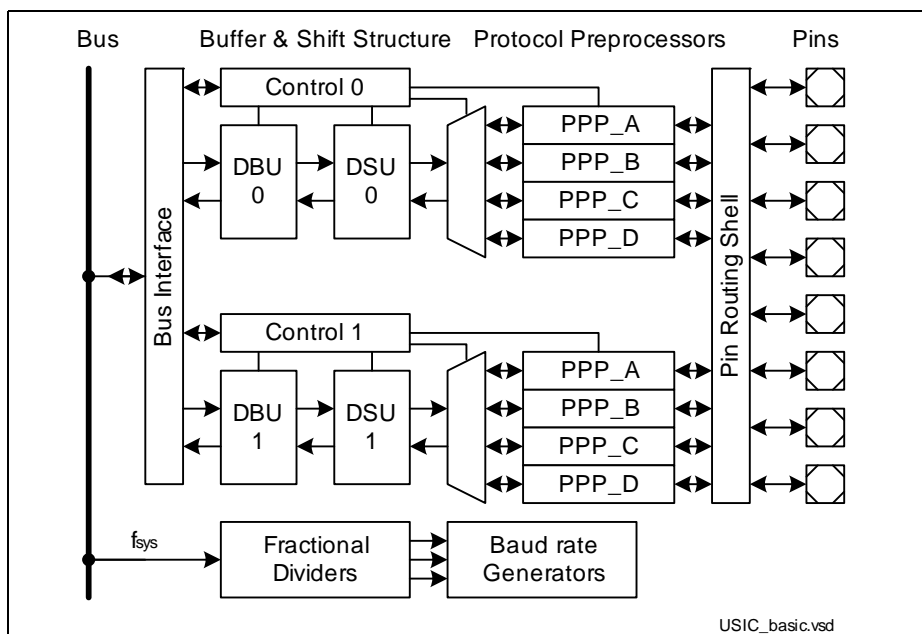 Bus
Buffer & Shift Structure
Protocol Preprocessors
Pins
Bus Interface
Control 0
DBU
0
DSU
0
PPP_A
PPP_B
PPP_C
PPP_D
Pin Routing Shell
Control 1
DBU
1
DSU
1
PPP_A
PPP_B
PPP_C
PPP_D
fsys
Fractional
Dividers
Baud rate
Generators
USIC_basic.vsd